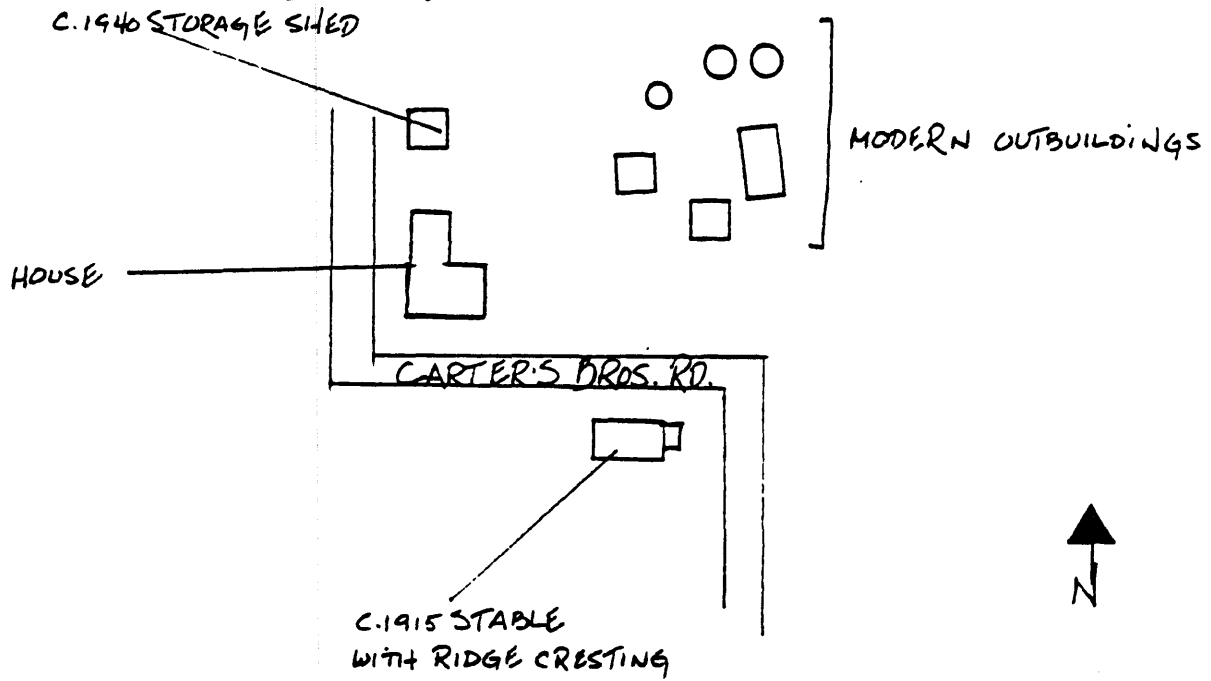 C.1940 STORAGE SHED
MODERN OUTBUILDINGS
HOUSE
CARTER'S BROS. RD.
C.1915 STABLE
WITH RIDGE CRESTING
N